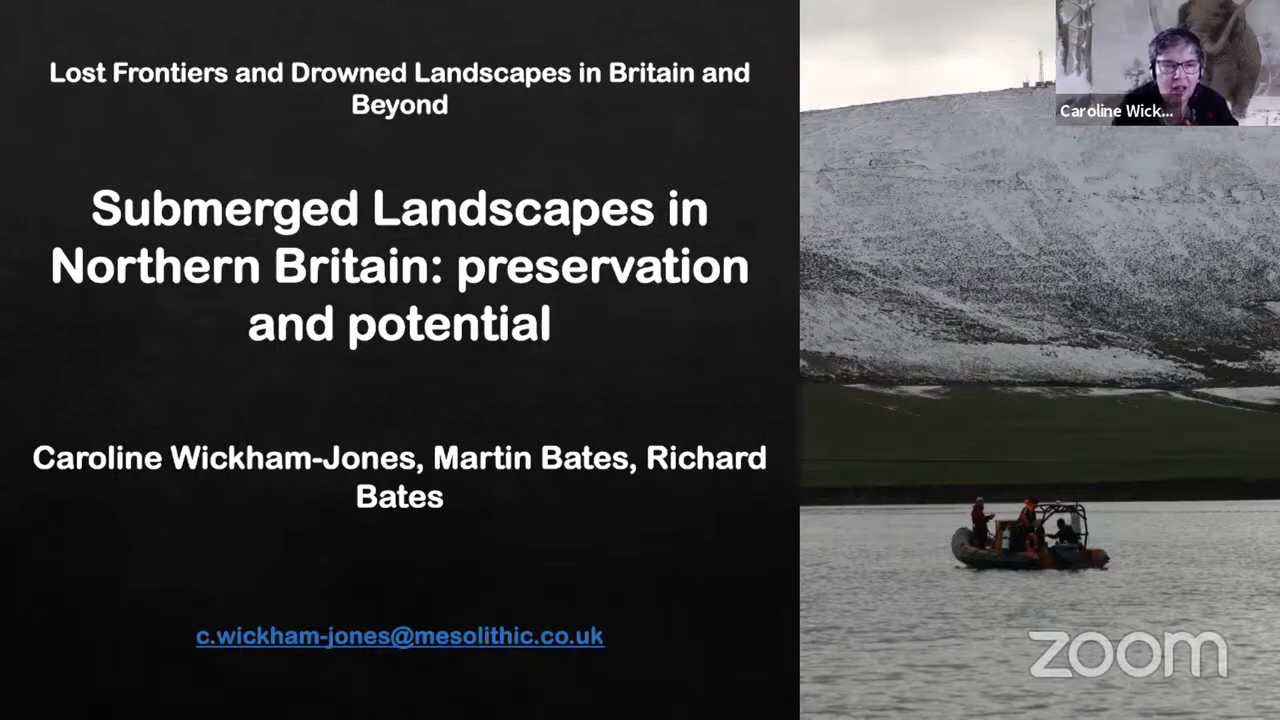 Lost Frontiers and Drowned Landscapes in Britain and
Beyond
Submerged Landscapes in
Northern Britain: preservation
and potential
Caroline Wickham-Jones, Martin Bates, Richard
Bates
c.wickham-jones@mesolithic.co.uk
Caroline Wick...
zoom